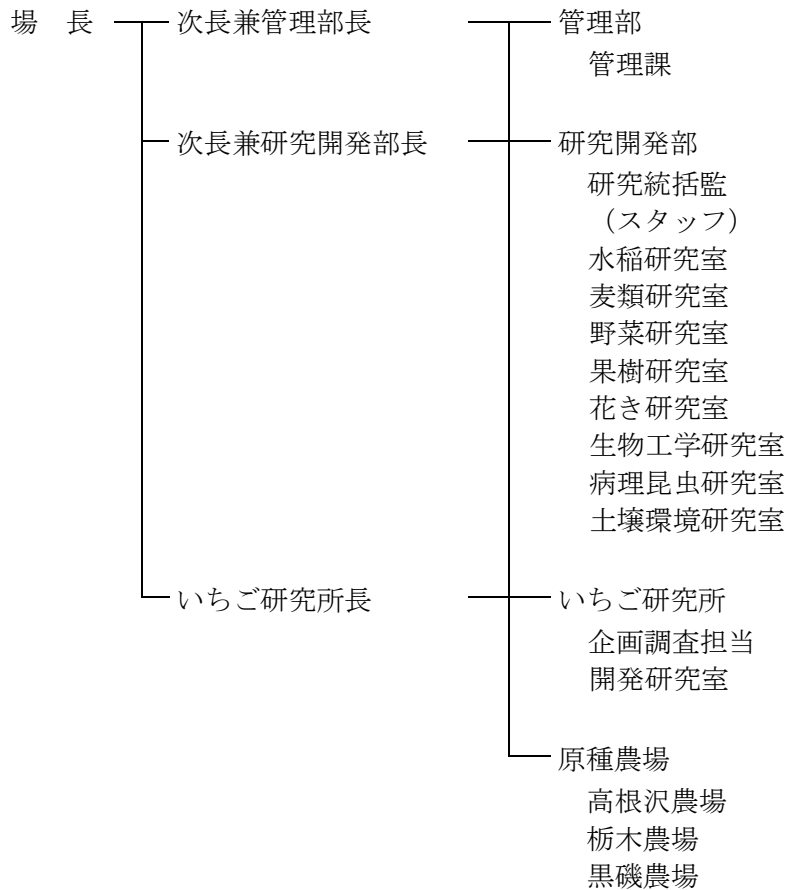 場　長　次長兼管理部長　管理部
管理課
次長兼研究開発部長　研究開発部
研究統括監
（スタッフ）
水稲研究室
麦類研究室
野菜研究室
果樹研究室
花き研究室
生物工学研究室
病理昆虫研究室
土壌環境研究室
いちご研究所長　いちご研究所
企画調査担当
開発研究室
原種農場
高根沢農場
栃木農場
黒磯農場